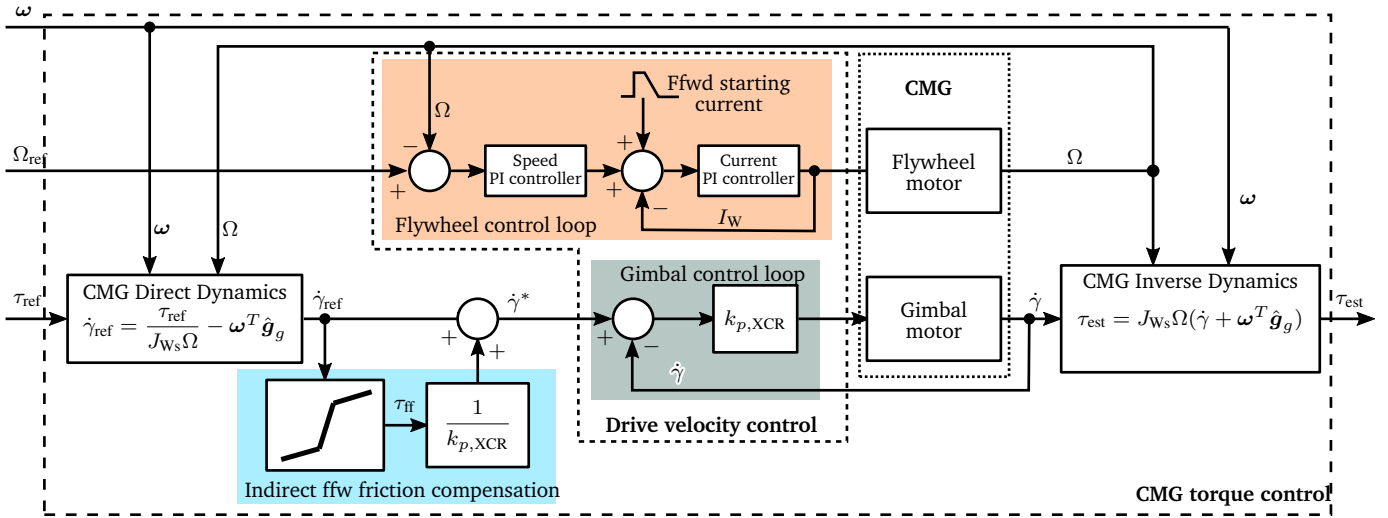 ω
Ω
Ffwd starting
current
CMG
Ω_ref
−
+
Speed
PI controller
+
+
−
Current
PI controller
Flywheel
motor
Ω
I_W
Flywheel control loop
ω
Ω
ω
τ_ref
CMG Direct Dynamics
γ̇_ref = τ_ref / (J_Ws Ω) − ω^T ĝ_g
γ̇_ref
+
+
γ̇*
Gimbal control loop
+
−
k_p,XCR
γ̇
Gimbal
motor
γ̇
CMG Inverse Dynamics
τ_est = J_Ws Ω(γ̇ + ω^T ĝ_g)
τ_est
τ_ff
1 / k_p,XCR
Drive velocity control
Indirect ffw friction compensation
CMG torque control